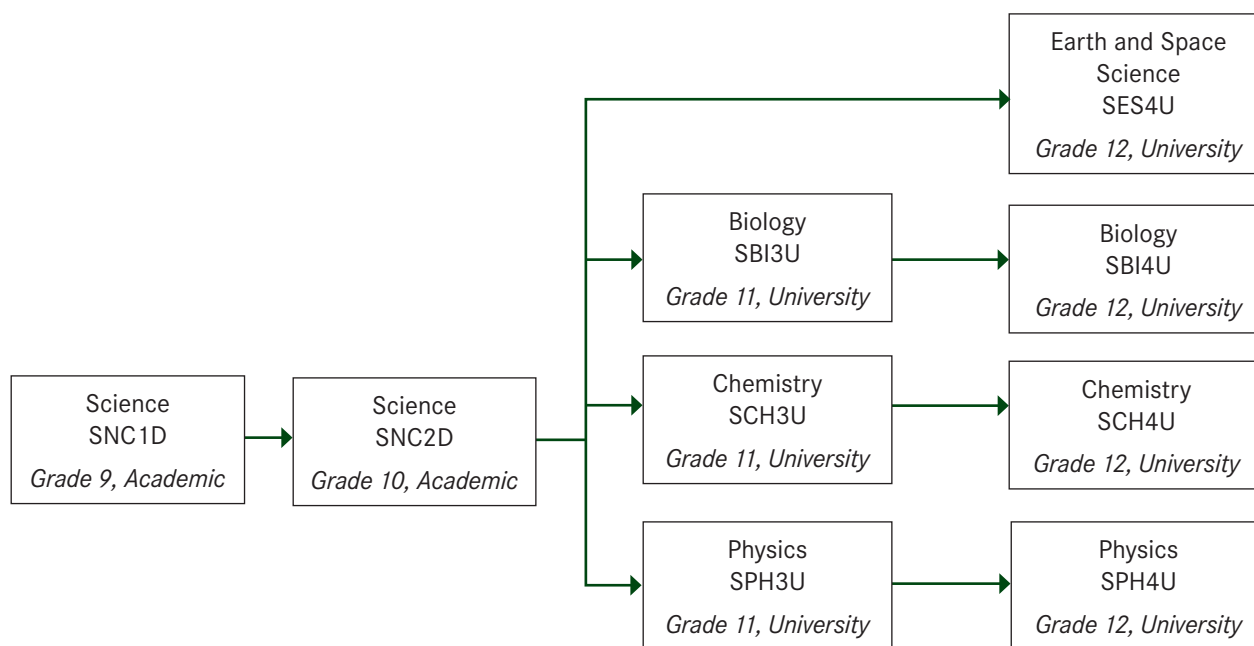 Earth and Space
Science
SES4U
Grade 12, University
Biology
SBI3U
Grade 11, University
Biology
SBI4U
Grade 12, University
Science
SNC1D
Grade 9, Academic
Science
SNC2D
Grade 10, Academic
Chemistry
SCH3U
Grade 11, University
Chemistry
SCH4U
Grade 12, University
Physics
SPH3U
Grade 11, University
Physics
SPH4U
Grade 12, University